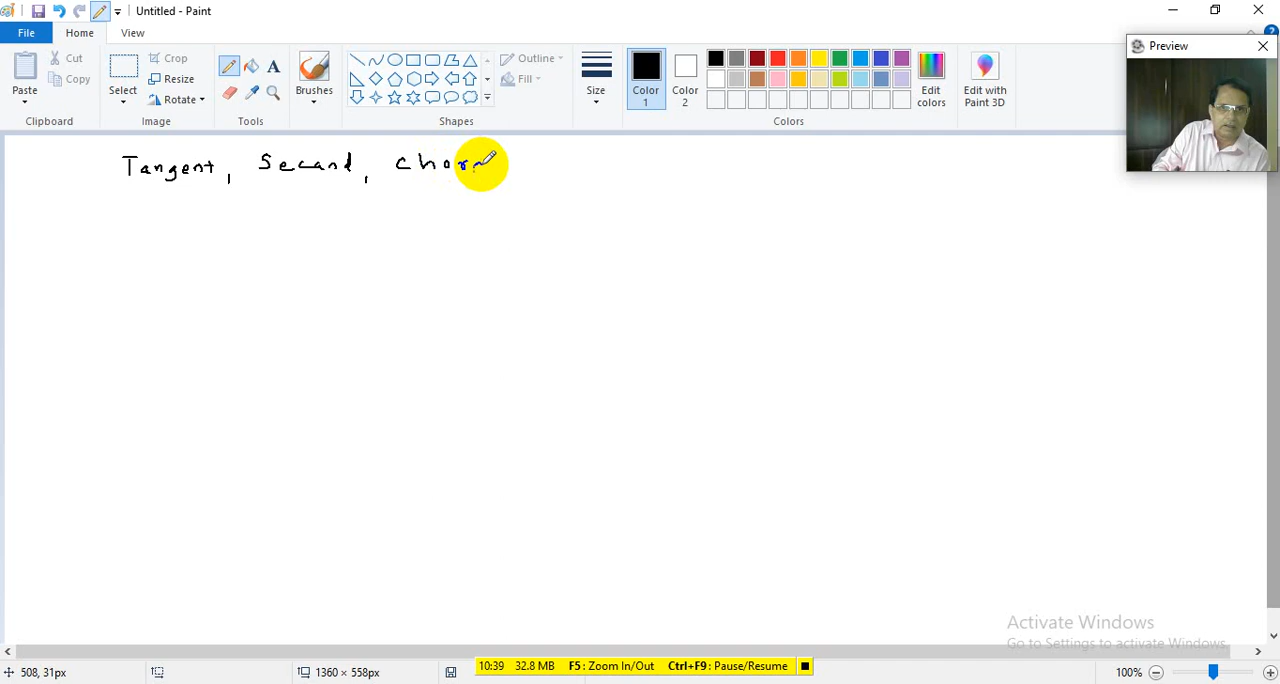 Untitled - Paint
File Home View
Paste Cut Copy Clipboard
Select Crop Resize Rotate Image
Tools
Brushes
Shapes Outline Fill
Size
Color 1 Color 2 Edit colors Colors
Edit with Paint 3D
Preview
Tangent, Secand, chor
Activate Windows
Go to Settings to activate Windows.
508, 31px 1360 × 558px 10:39 32.8 MB F5: Zoom In/Out Ctrl+F9: Pause/Resume 100%